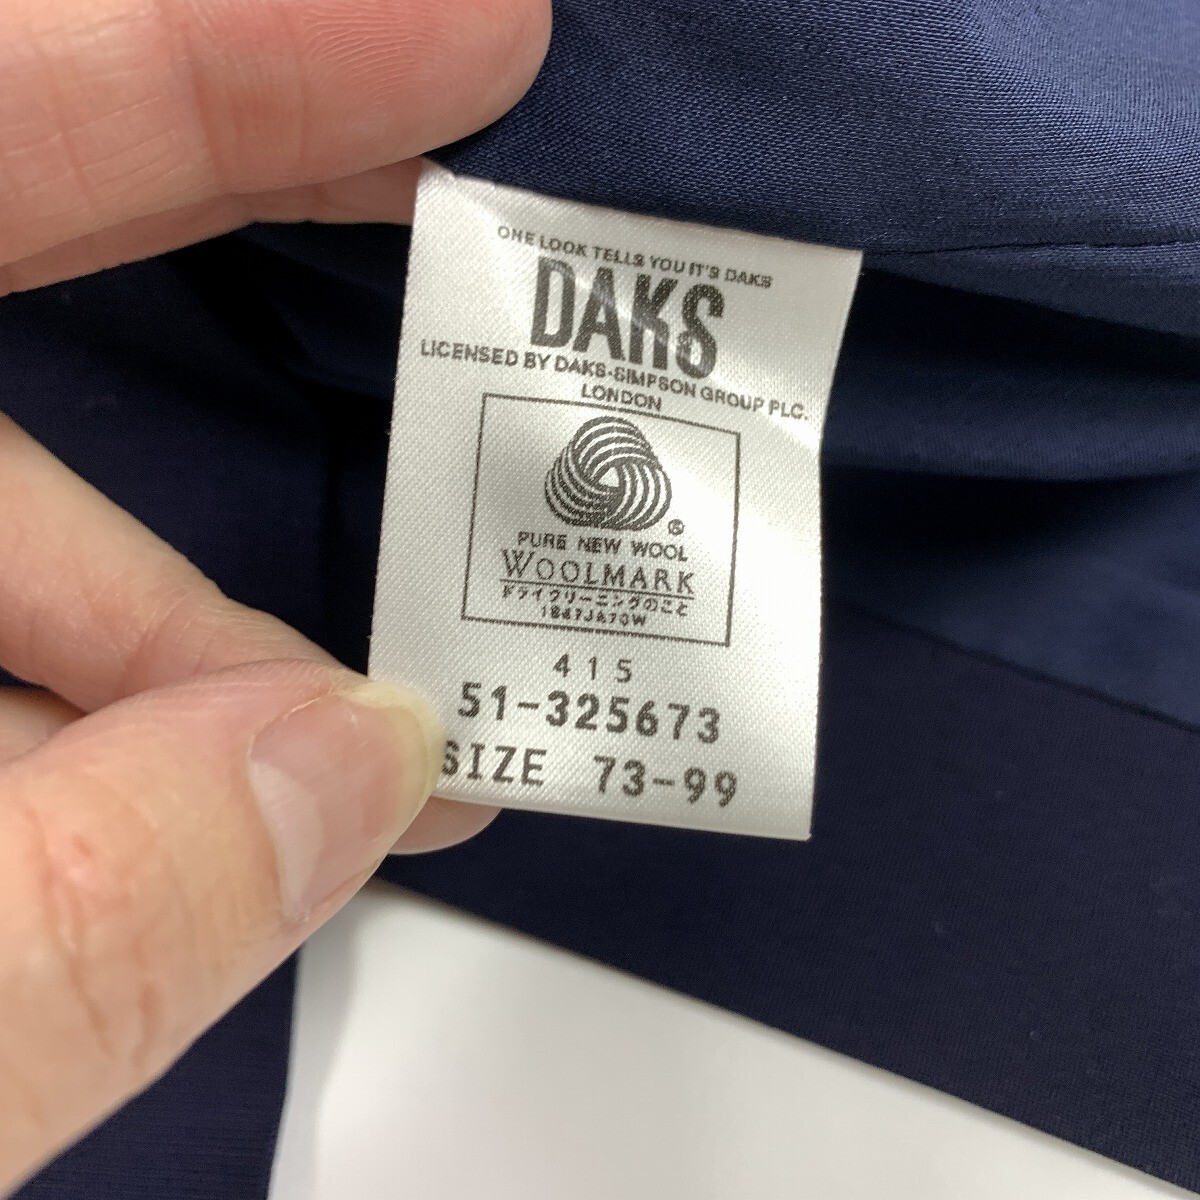 ONE LOOK TELLS YOU IT'S DAKS
DAKS
LICENSED BY DAKS-SIMPSON GROUP PLC.
LONDON
®
PURE NEW WOOL
WOOLMARK
ドライクリーニングのこと
415
51-325673
SIZE 73-99